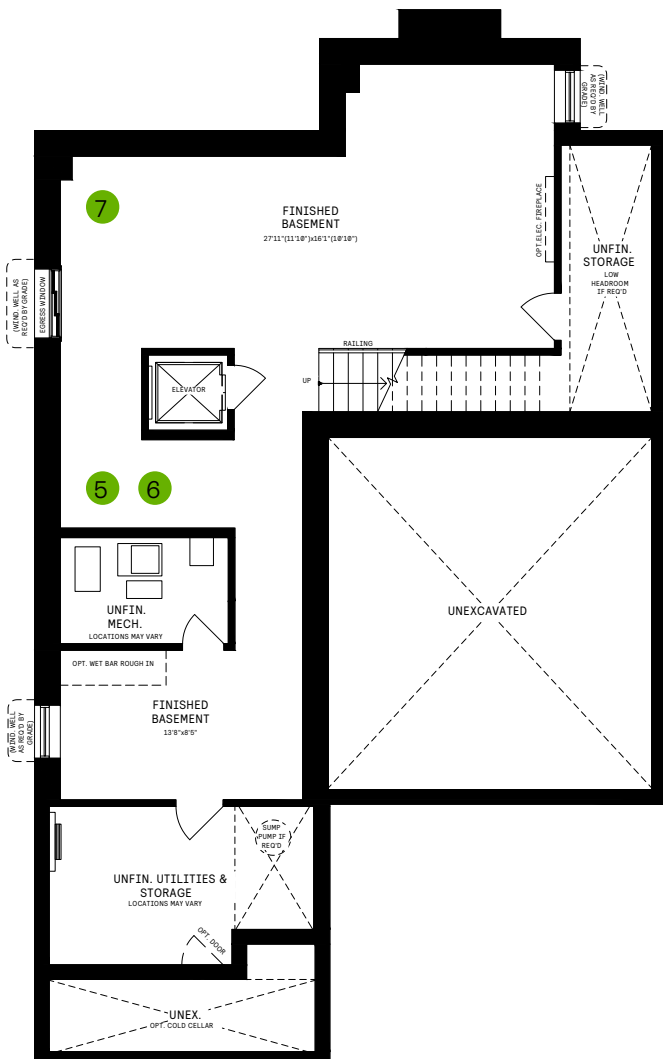 (WIND. WELL
AS REQ'D BY
GRADE)
7
FINISHED
BASEMENT
27'11"(11'10")x16'1"(10'10")
OPT.ELEC. FIREPLACE
UNFIN.
STORAGE
LOW
HEADROOM
IF REQ'D
(WIND. WELL AS
REQ'D BY GRADE)
EGRESS WINDOW
RAILING
UP
ELEVATOR
5
6
UNFIN.
MECH.
LOCATIONS MAY VARY
UNEXCAVATED
OPT. WET BAR ROUGH IN
FINISHED
BASEMENT
13'8"x8'5"
(WIND. WELL
AS REQ'D BY
GRADE)
SUMP
PUMP IF
REQ'D
UNFIN. UTILITIES &
STORAGE
LOCATIONS MAY VARY
OPT. DOOR
UNEX.
OPT. COLD CELLAR